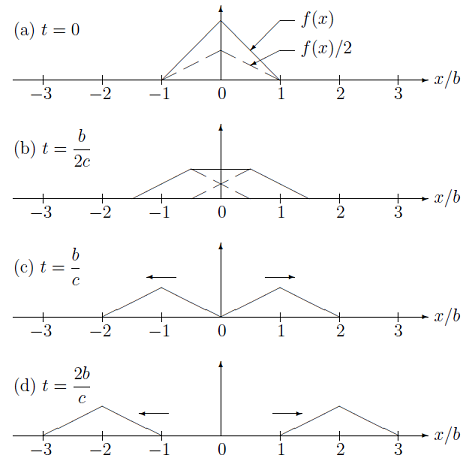 (a) t = 0
f(x)
f(x)/2
−3 −2 −1 0 1 2 3 x/b
(b) t = b/2c
−3 −2 −1 0 1 2 3 x/b
(c) t = b/c
−3 −2 −1 0 1 2 3 x/b
(d) t = 2b/c
−3 −2 −1 0 1 2 3 x/b